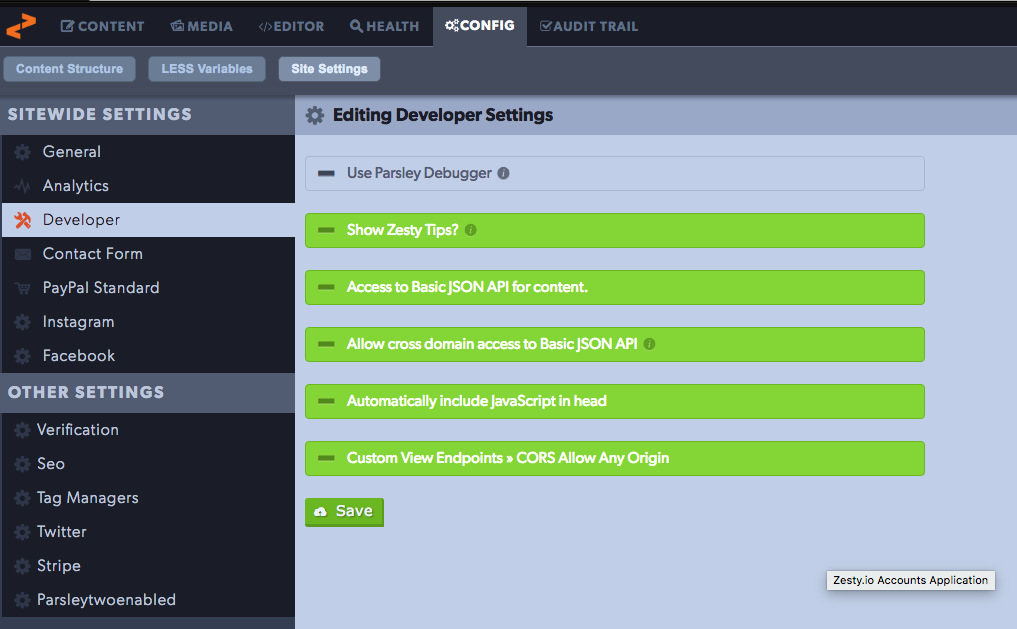 CONTENT MEDIA </>EDITOR HEALTH CONFIG AUDIT TRAIL
Content Structure LESS Variables Site Settings
SITEWIDE SETTINGS
General
Analytics
Developer
Contact Form
PayPal Standard
Instagram
Facebook
OTHER SETTINGS
Verification
Seo
Tag Managers
Twitter
Stripe
Parsleytwoenabled
Editing Developer Settings
Use Parsley Debugger i
Show Zesty Tips? i
Access to Basic JSON API for content.
Allow cross domain access to Basic JSON API i
Automatically include JavaScript in head
Custom View Endpoints » CORS Allow Any Origin
Save
Zesty.io Accounts Application